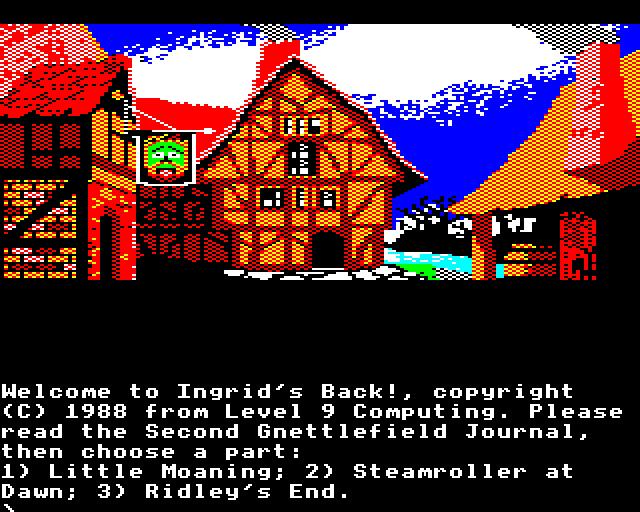 Welcome to Ingrid's Back!, copyright
(C) 1988 from Level 9 Computing. Please
read the Second Gnettlefield Journal,
then choose a part:
1) Little Moaning; 2) Steamroller at
Dawn; 3) Ridley's End.